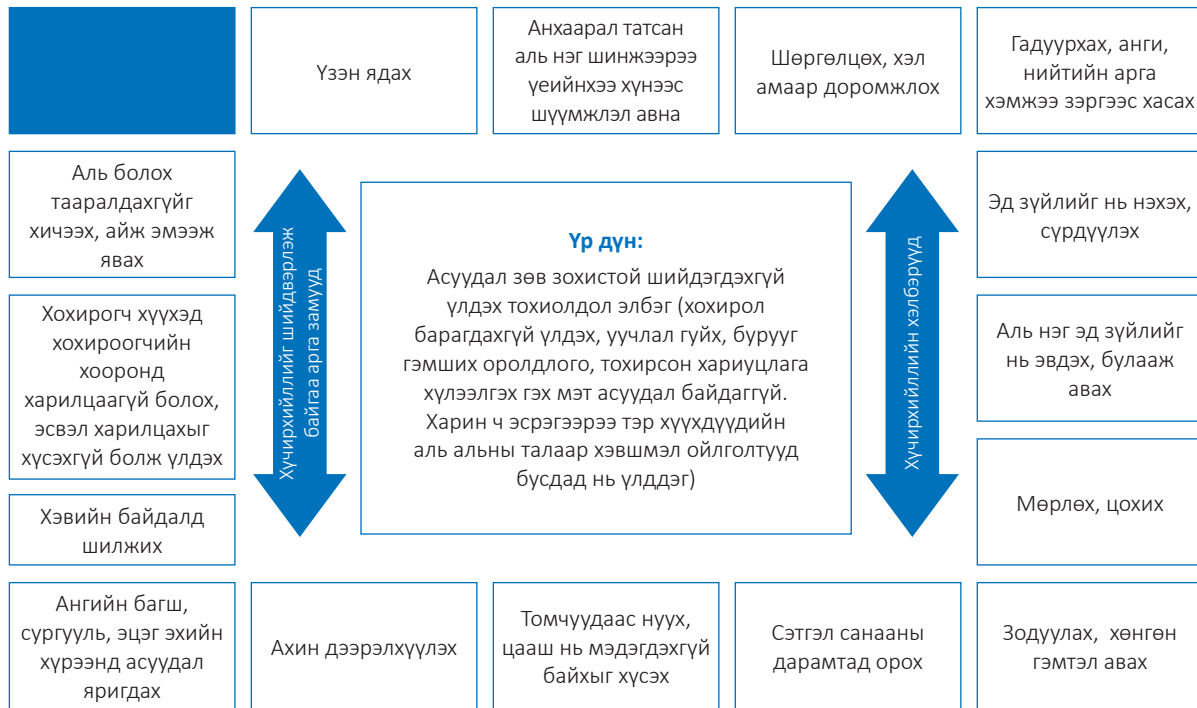 Үзэн ядах
Анхаарал татсан
аль нэг шинжээрээ
үеийнхээ хүнээс
шүүмжлэл авна
Шөргөлцөх, хэл
амаар доромжлох
Гадуурхах, анги,
нийтийн арга
хэмжээ зэргээс хасах
Аль болох
тааралдахгүйг
хичээх, айж эмээж
явах
Хүчирхийллийг шийдвэрлэж
байгаа арга замууд
Үр дүн:
Асуудал зөв зохистой шийдэгдэхгүй
үлдэх тохиолдол элбэг (хохирол
барагдахгүй үлдэх, уучлал гуйх, бурууг
гэмших оролдлого, тохирсон хариуцлага
хүлээлгэх гэх мэт асуудал байдаггүй.
Харин ч эсрэгээрээ тэр хүүхдүүдийн
аль альны талаар хэвшмэл ойлголтууд
бусдад нь үлддэг)
Хүчирхийллийн хэлбэрүүд
Эд зүйлийг нь нэхэх,
сүрдүүлэх
Хохирогч хүүхэд
хохироогчийн
хооронд
харилцаагүй болох,
эсвэл харилцахыг
хүсэхгүй болж үлдэх
Аль нэг эд зүйлийг
нь эвдэх, булааж
авах
Хэвийн байдалд
шилжих
Мөрлөх, цохих
Ангийн багш,
сургууль, эцэг эхийн
хүрээнд асуудал
яригдах
Ахин дээрэлхүүлэх
Томчуудаас нуух,
цааш нь мэдэгдэхгүй
байхыг хүсэх
Сэтгэл санааны
дарамтад орох
Зодуулах, хөнгөн
гэмтэл авах